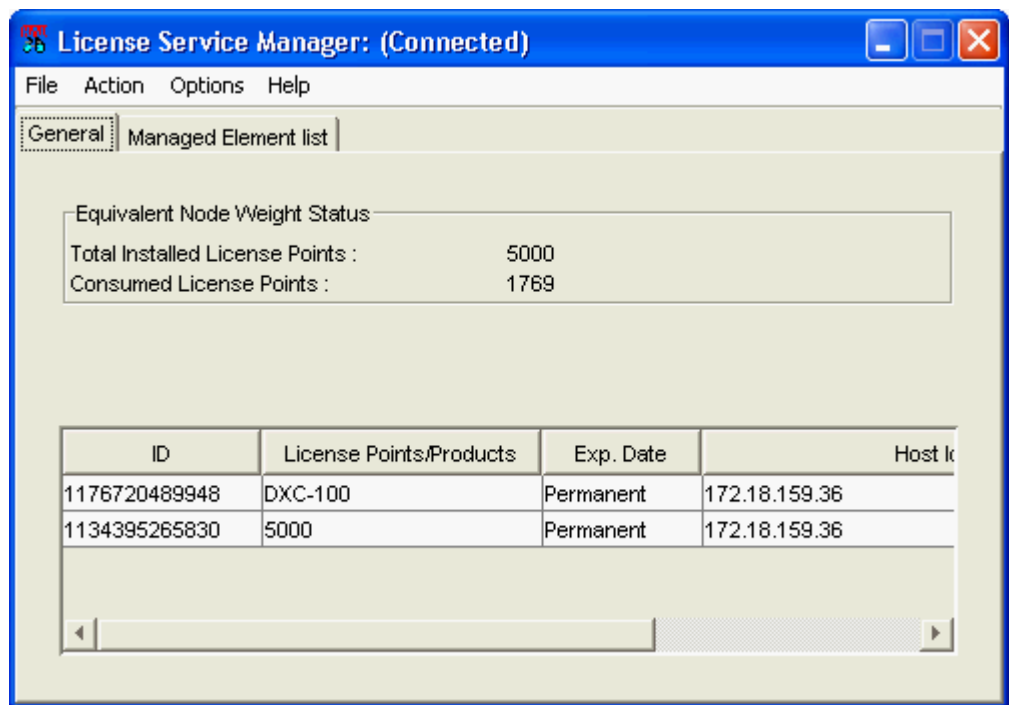 License Service Manager: (Connected)
File Action Options Help
General Managed Element list
Equivalent Node Weight Status
Total Installed License Points : 5000
Consumed License Points : 1769
ID License Points/Products Exp. Date Host
1176720489948 DXC-100 Permanent 172.18.159.36
1134395265830 5000 Permanent 172.18.159.36